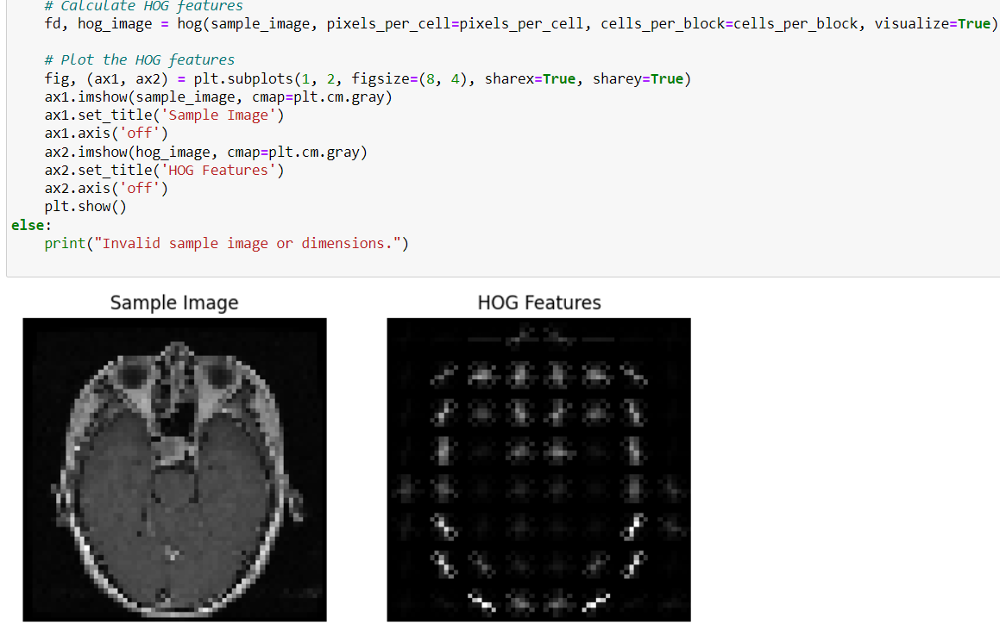 # Calculate HOG features
fd, hog_image = hog(sample_image, pixels_per_cell=pixels_per_cell, cells_per_block=cells_per_block, visualize=True)
# Plot the HOG features
fig, (ax1, ax2) = plt.subplots(1, 2, figsize=(8, 4), sharex=True, sharey=True)
ax1.imshow(sample_image, cmap=plt.cm.gray)
ax1.set_title('Sample Image')
ax1.axis('off')
ax2.imshow(hog_image, cmap=plt.cm.gray)
ax2.set_title('HOG Features')
ax2.axis('off')
plt.show()
else:
print("Invalid sample image or dimensions.")
Sample Image
HOG Features